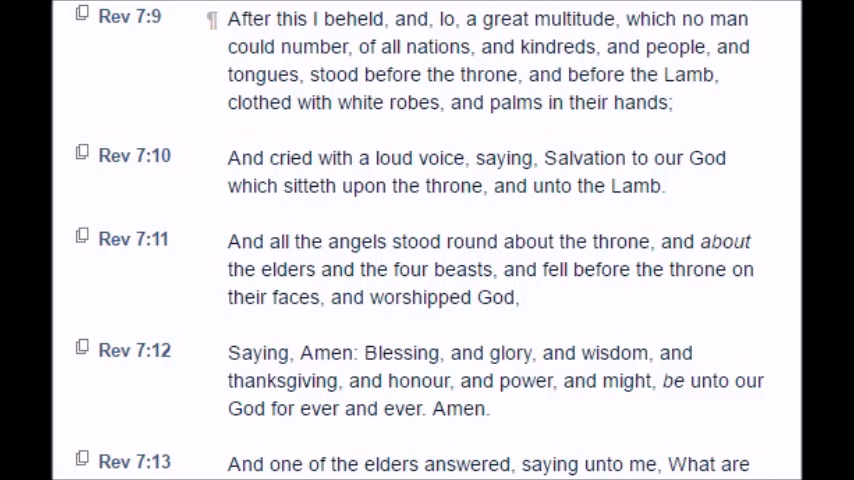 Rev 7:9 ¶ After this I beheld, and, lo, a great multitude, which no man
could number, of all nations, and kindreds, and people, and
tongues, stood before the throne, and before the Lamb,
clothed with white robes, and palms in their hands;
Rev 7:10 And cried with a loud voice, saying, Salvation to our God
which sitteth upon the throne, and unto the Lamb.
Rev 7:11 And all the angels stood round about the throne, and about
the elders and the four beasts, and fell before the throne on
their faces, and worshipped God,
Rev 7:12 Saying, Amen: Blessing, and glory, and wisdom, and
thanksgiving, and honour, and power, and might, be unto our
God for ever and ever. Amen.
Rev 7:13 And one of the elders answered, saying unto me, What are